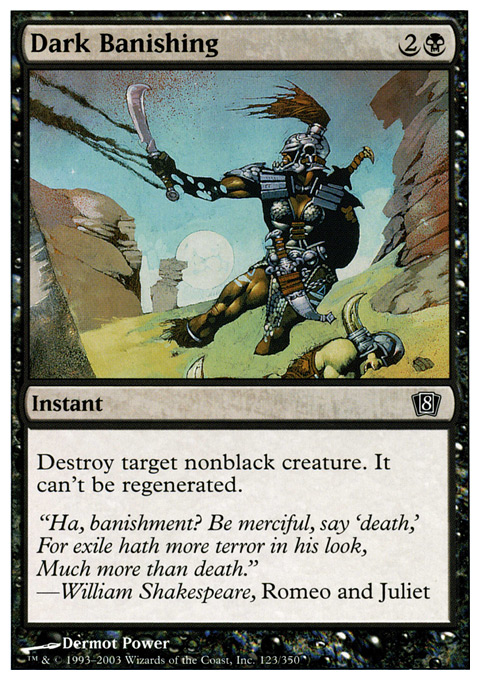 Dark Banishing 2
Instant 8
Destroy target nonblack creature. It
can't be regenerated.
“Ha, banishment? Be merciful, say ‘death,’
For exile hath more terror in his look,
Much more than death.”
—William Shakespeare, Romeo and Juliet
Dermot Power
™ & © 1993–2003 Wizards of the Coast, Inc. 123/350